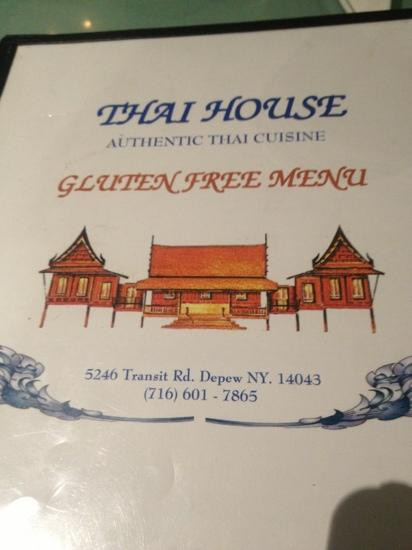 THAI HOUSE
AUTHENTIC THAI CUISINE
GLUTEN FREE MENU
5246 Transit Rd. Depew NY. 14043
(716) 601 - 7865